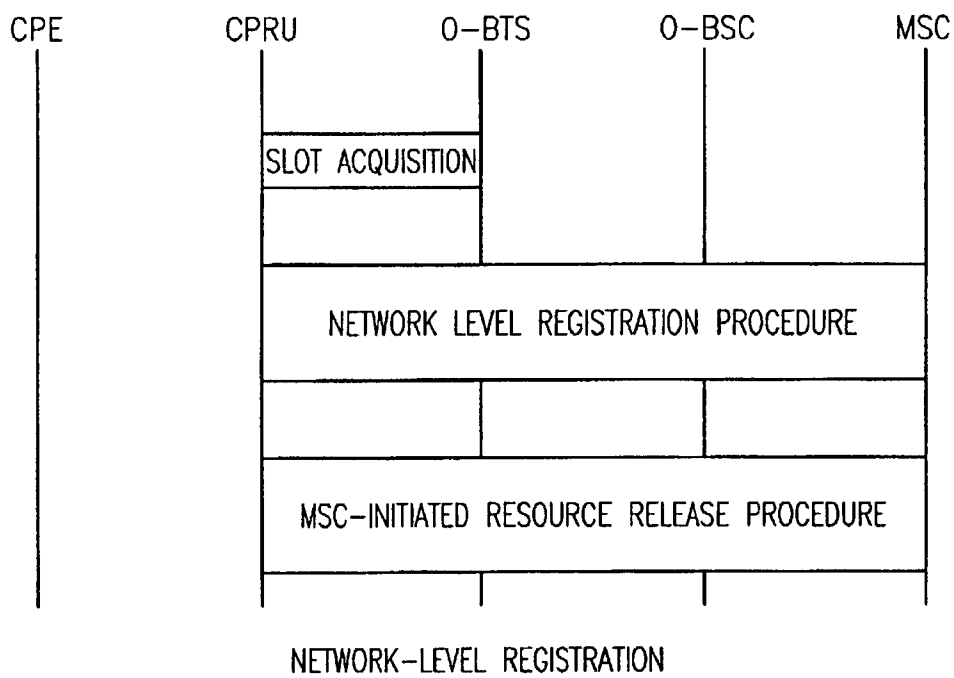 CPE CPRU O-BTS O-BSC MSC
SLOT ACQUISITION
NETWORK LEVEL REGISTRATION PROCEDURE
MSC-INITIATED RESOURCE RELEASE PROCEDURE
NETWORK-LEVEL REGISTRATION